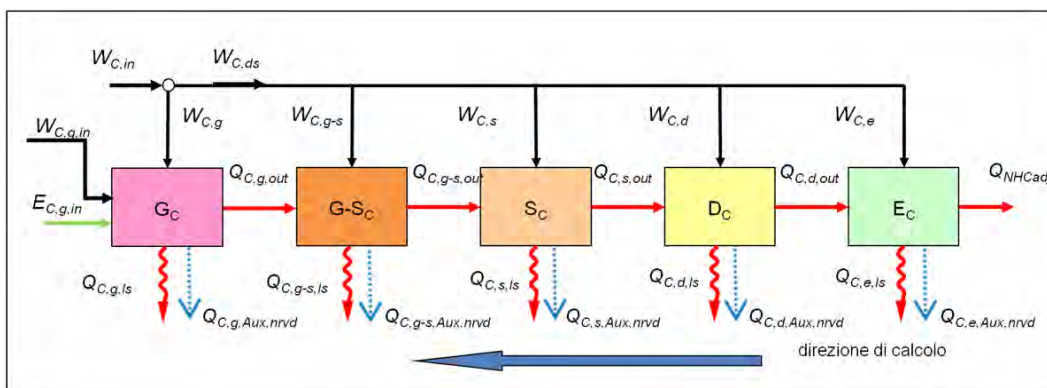 W_C,in
W_C,ds
W_C,g
W_C,g-s
W_C,s
W_C,d
W_C,e
W_C,g,in
E_C,g,in
G_C
Q_C,g,out
G-S_C
Q_C,g-s,out
S_C
Q_C,s,out
D_C
Q_C,d,out
E_C
Q_NHCadj
Q_C,g,ls
Q_C,g-s,ls
Q_C,s,ls
Q_C,d,ls
Q_C,e,ls
Q_C,g,Aux,nrvd
Q_C,g-s,Aux,nrvd
Q_C,s,Aux,nrvd
Q_C,d,Aux,nrvd
Q_C,e,Aux,nrvd
direzione di calcolo